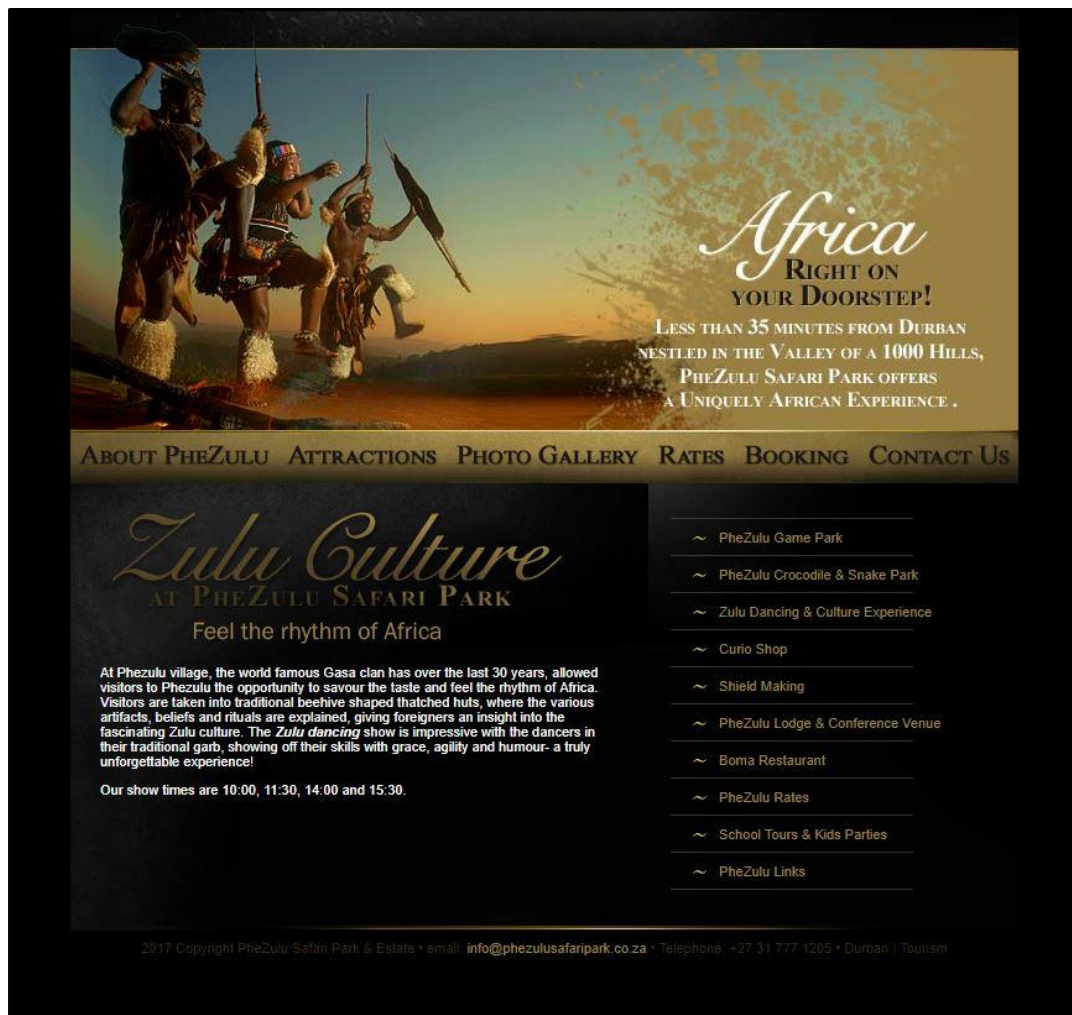 Africa
Right on
your Doorstep!
Less than 35 minutes from Durban
nestled in the Valley of a 1000 Hills,
PheZulu Safari Park offers
a Uniquely African Experience .
About PheZulu Attractions Photo Gallery Rates Booking Contact Us
Zulu Culture
at PheZulu Safari Park
Feel the rhythm of Africa
At Phezulu village, the world famous Gasa clan has over the last 30 years, allowed
visitors to Phezulu the opportunity to savour the taste and feel the rhythm of Africa.
Visitors are taken into traditional beehive shaped thatched huts, where the various
artifacts, beliefs and rituals are explained, giving foreigners an insight into the
fascinating Zulu culture. The Zulu dancing show is impressive with the dancers in
their traditional garb, showing off their skills with grace, agility and humour- a truly
unforgettable experience!
Our show times are 10:00, 11:30, 14:00 and 15:30.
~ PheZulu Game Park
~ PheZulu Crocodile & Snake Park
~ Zulu Dancing & Culture Experience
~ Curio Shop
~ Shield Making
~ PheZulu Lodge & Conference Venue
~ Boma Restaurant
~ PheZulu Rates
~ School Tours & Kids Parties
~ PheZulu Links
2017 Copyright PheZulu Safari Park & Estate • email: info@phezulusafaripark.co.za • Telephone: +27 31 777 1205 • Durban | Tourism